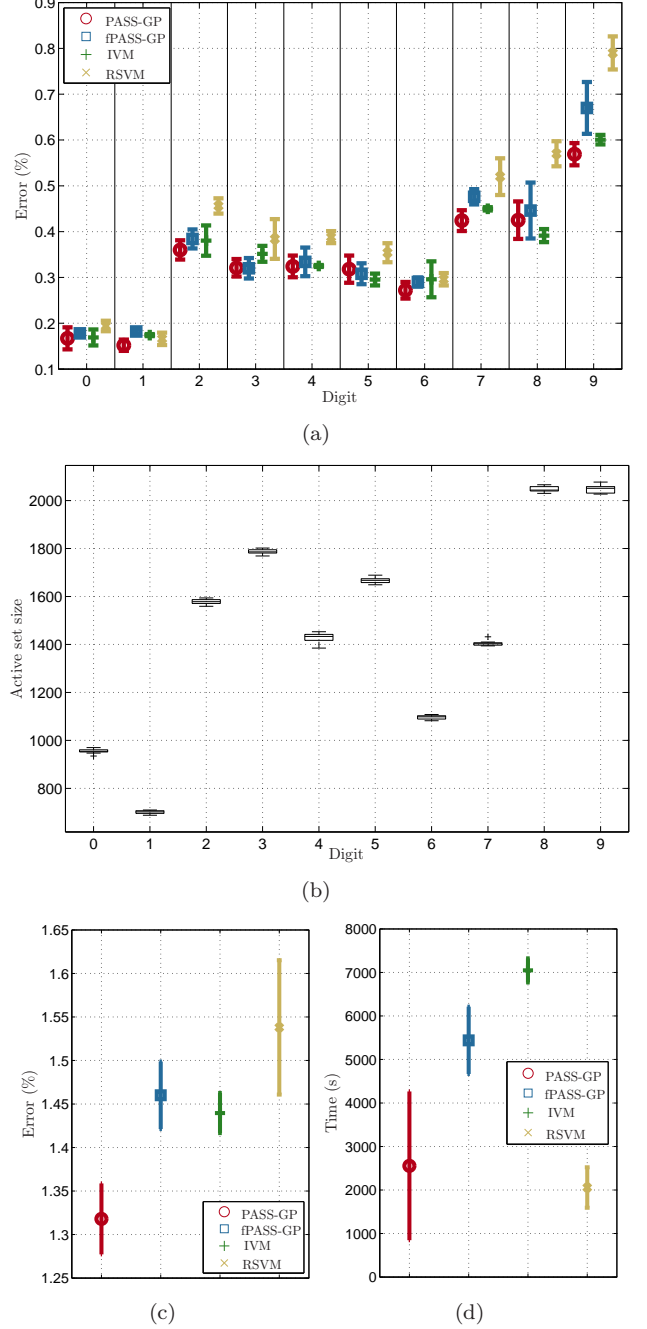 0.9
0.8
0.7
0.6
0.5
0.4
0.3
0.2
0.1
Error (%)
PASS-GP
fPASS-GP
IVM
RSVM
0 1 2 3 4 5 6 7 8 9
Digit
(a)
2000
1800
1600
1400
1200
1000
800
Active set size
0 1 2 3 4 5 6 7 8 9
Digit
(b)
1.65
1.6
1.55
1.5
1.45
1.4
1.35
1.3
1.25
Error (%)
PASS-GP
fPASS-GP
IVM
RSVM
(c)
8000
7000
6000
5000
4000
3000
2000
1000
0
Time (s)
PASS-GP
fPASS-GP
IVM
RSVM
(d)